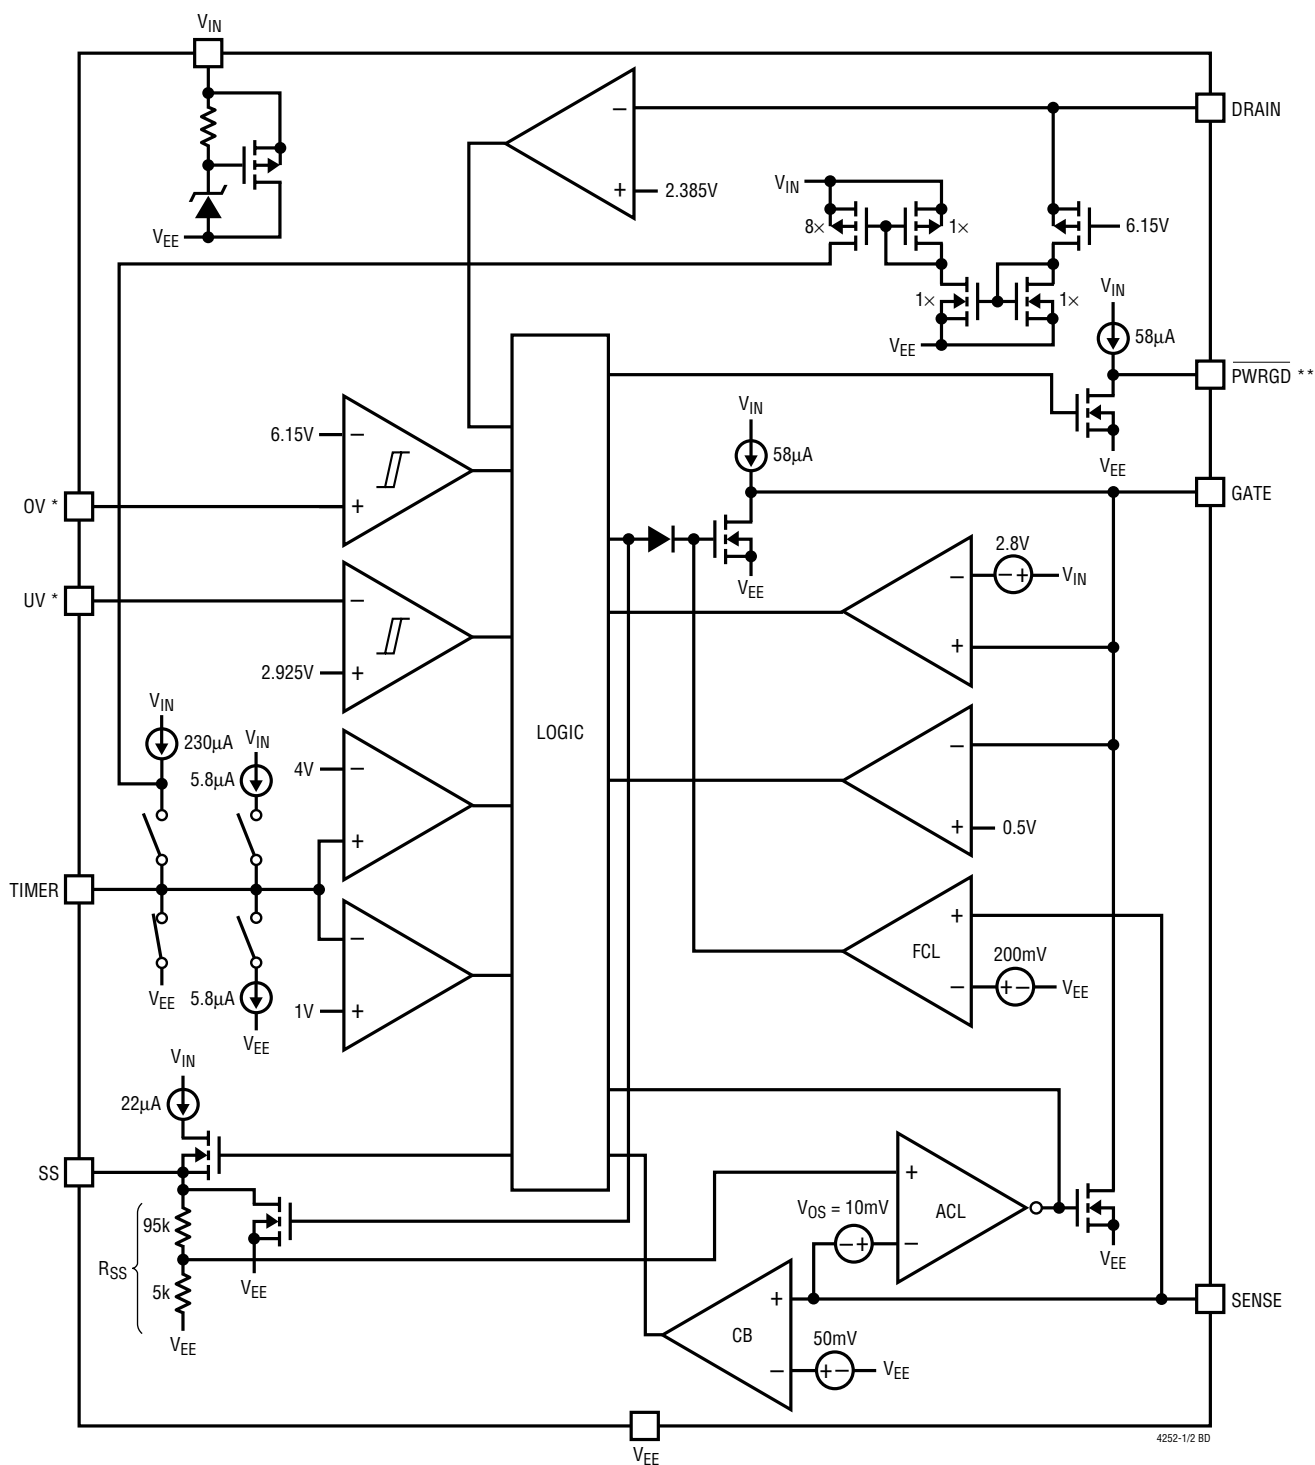 VIN
DRAIN
−
+
2.385V
VIN
8×
1×
6.15V
VEE
1×
1×
VEE
VIN
58µA
PWRGD **
VEE
6.15V
−
+
OV *
VIN
58µA
GATE
VEE
UV *
−
+
2.925V
2.8V
− +
VIN
−
+
LOGIC
VIN
230µA
VIN
5.8µA
4V
−
+
−
+
0.5V
TIMER
−
+
1V
VEE
5.8µA
VEE
+
FCL
−
200mV
+ −
VEE
VIN
22µA
SS
95k
RSS
5k
VEE
VEE
+
ACL
−
VOS = 10mV
− +
VEE
SENSE
+
CB
−
50mV
+ −
VEE
VEE
4252-1/2 BD